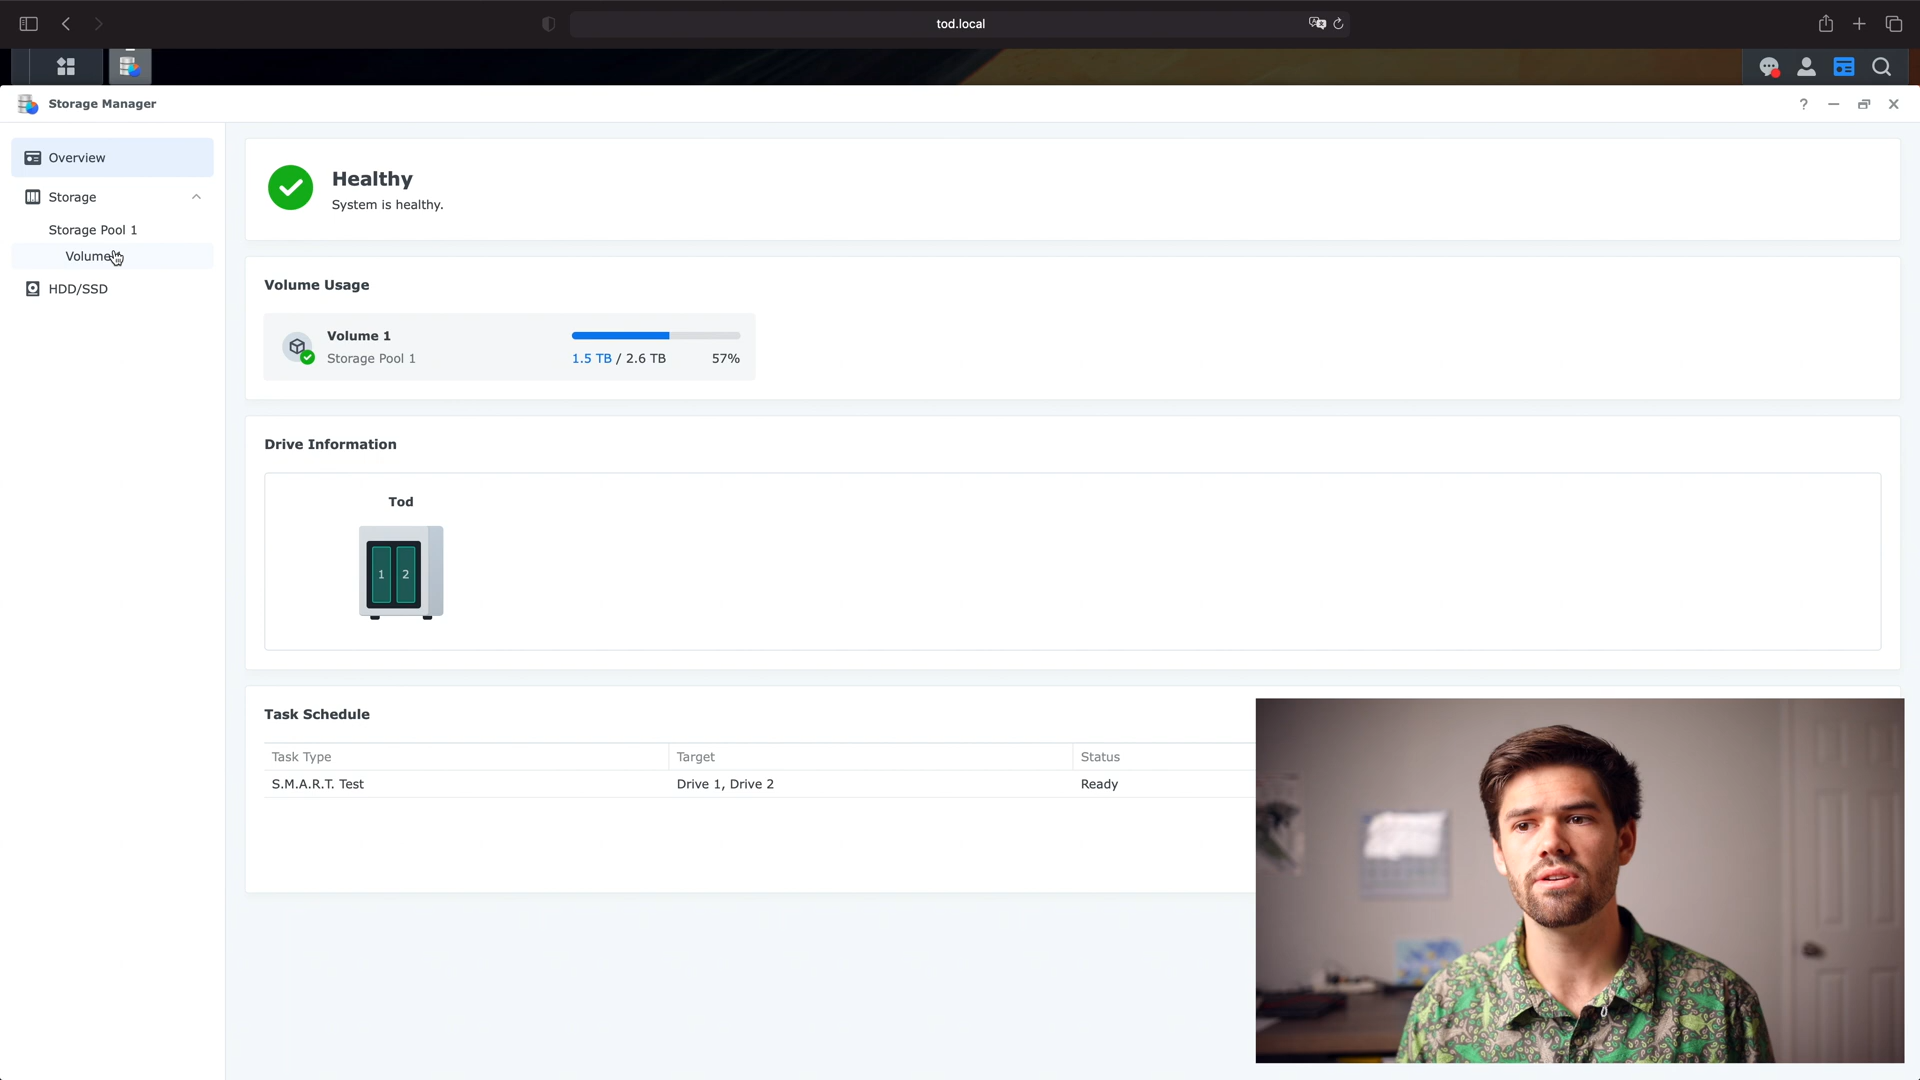 tod.local
Storage Manager
?
Overview
Storage
Storage Pool 1
Volume
HDD/SSD
Healthy
System is healthy.
Volume Usage
Volume 1
Storage Pool 1
1.5 TB / 2.6 TB 57%
Drive Information
Tod
1 2
Task Schedule
Task Type Target Status
S.M.A.R.T. Test Drive 1, Drive 2 Ready